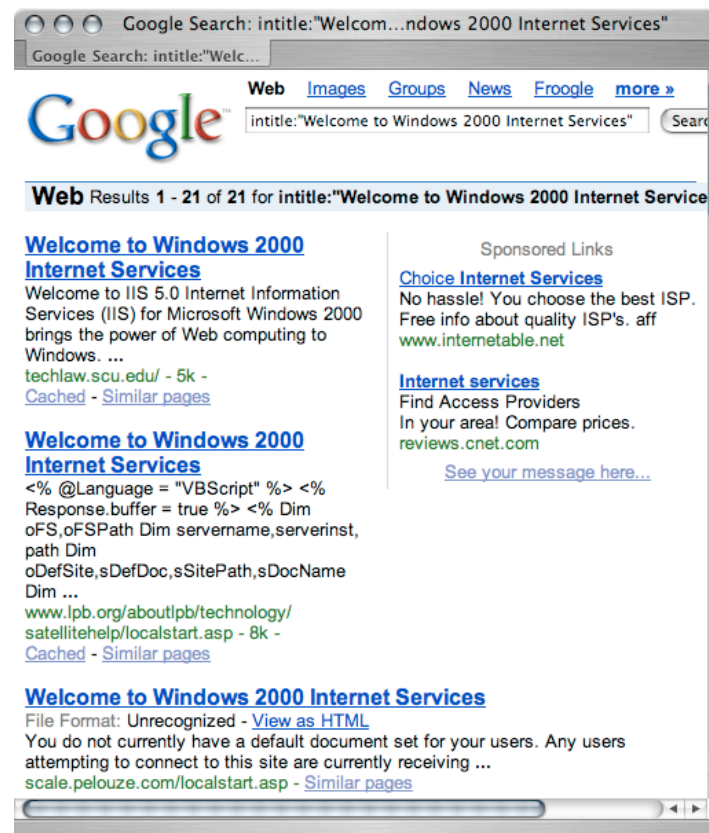 Google Search: intitle:"Welcom...ndows 2000 Internet Services"
Google Search: intitle:"Welc...
Web Images Groups News Froogle more »
Google™
intitle:"Welcome to Windows 2000 Internet Services" Searc
Web Results 1 - 21 of 21 for intitle:"Welcome to Windows 2000 Internet Service
Welcome to Windows 2000
Internet Services
Welcome to IIS 5.0 Internet Information
Services (IIS) for Microsoft Windows 2000
brings the power of Web computing to
Windows. ...
techlaw.scu.edu/ - 5k -
Cached - Similar pages
Welcome to Windows 2000
Internet Services
<% @Language = "VBScript" %> <%
Response.buffer = true %> <% Dim
oFS,oFSPath Dim servername,serverinst,
path Dim
oDefSite,sDefDoc,sSitePath,sDocName
Dim ...
www.lpb.org/aboutlpb/technology/
satellitehelp/localstart.asp - 8k -
Cached - Similar pages
Sponsored Links
Choice Internet Services
No hassle! You choose the best ISP.
Free info about quality ISP's. aff
www.internetable.net
Internet services
Find Access Providers
In your area! Compare prices.
reviews.cnet.com
See your message here...
Welcome to Windows 2000 Internet Services
File Format: Unrecognized - View as HTML
You do not currently have a default document set for your users. Any users
attempting to connect to this site are currently receiving ...
scale.pelouze.com/localstart.asp - Similar pages